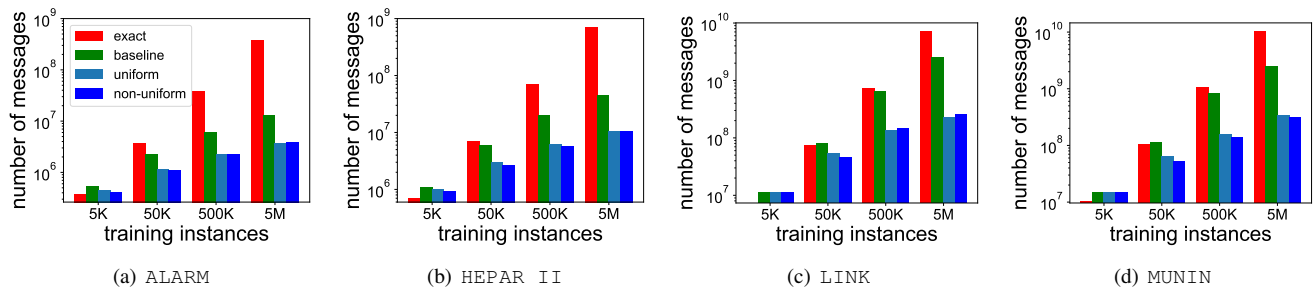 number of messages
10^9
10^8
10^7
10^6
exact
baseline
uniform
non-uniform
5K 50K 500K 5M
training instances
(a) ALARM
number of messages
10^9
10^8
10^7
10^6
5K 50K 500K 5M
training instances
(b) HEPAR II
number of messages
10^10
10^9
10^8
10^7
5K 50K 500K 5M
training instances
(c) LINK
number of messages
10^10
10^9
10^8
10^7
5K 50K 500K 5M
training instances
(d) MUNIN